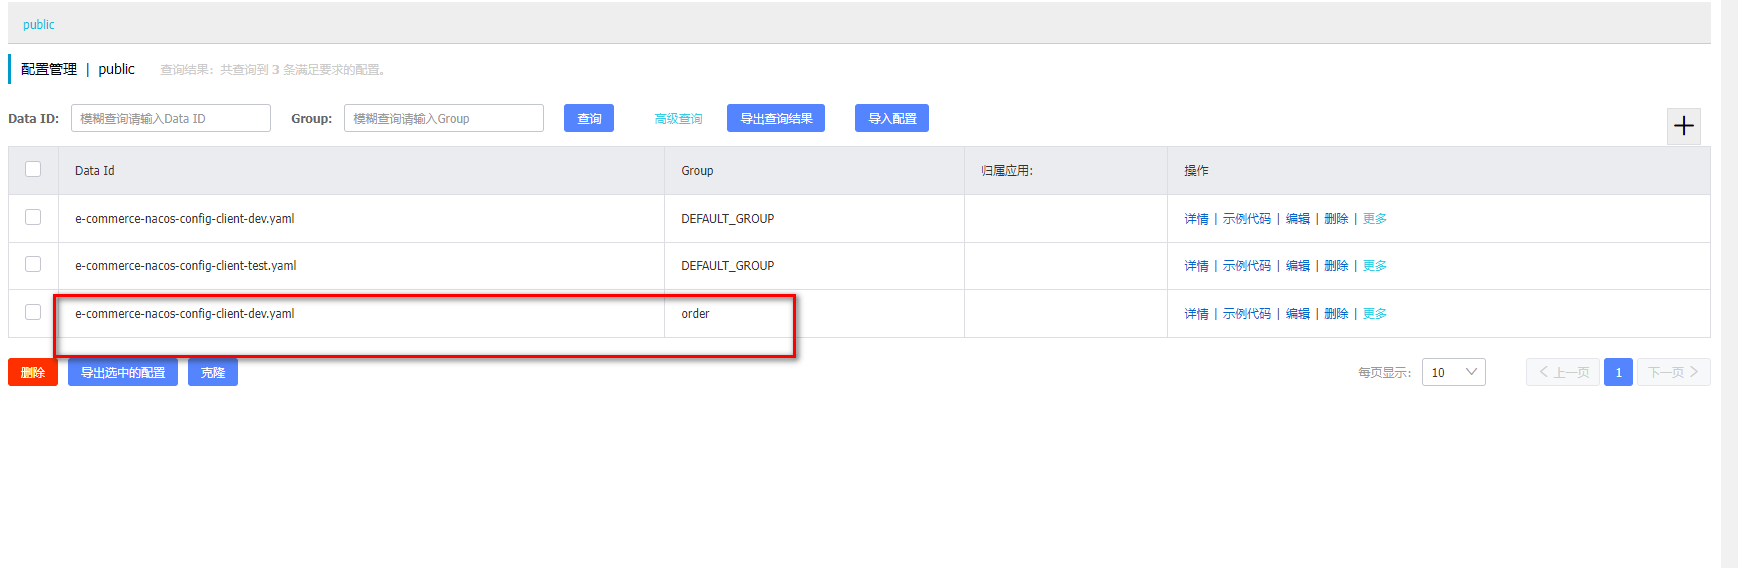 public
配置管理 | public 查询结果：共查询到 3 条满足要求的配置。
Data ID: 模糊查询请输入Data ID Group: 模糊查询请输入Group 查询 高级查询 导出查询结果 导入配置
Data Id Group 归属应用: 操作
e-commerce-nacos-config-client-dev.yaml DEFAULT_GROUP 详情 | 示例代码 | 编辑 | 删除 | 更多
e-commerce-nacos-config-client-test.yaml DEFAULT_GROUP 详情 | 示例代码 | 编辑 | 删除 | 更多
e-commerce-nacos-config-client-dev.yaml order 详情 | 示例代码 | 编辑 | 删除 | 更多
删除 导出选中的配置 克隆 每页显示: 10 上一页 1 下一页